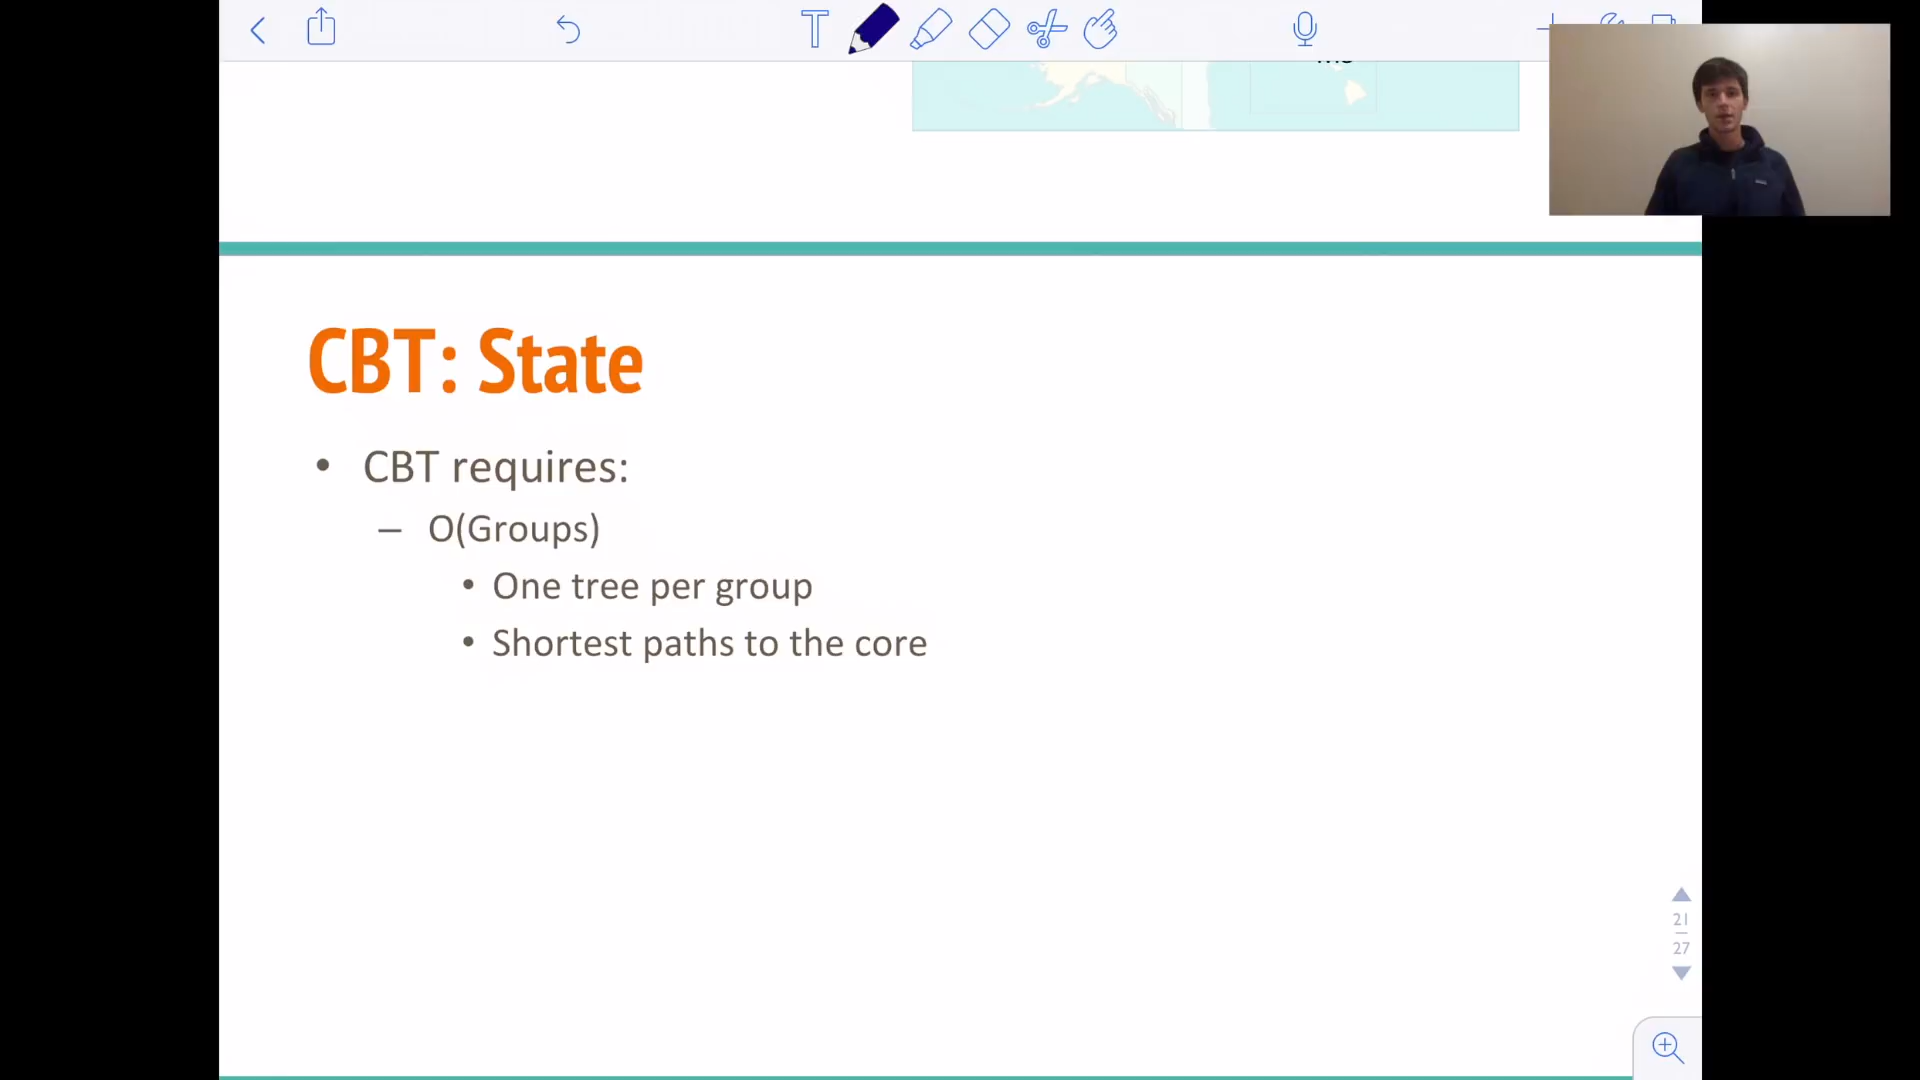 CBT: State
• CBT requires:
– O(Groups)
• One tree per group
• Shortest paths to the core
21
27